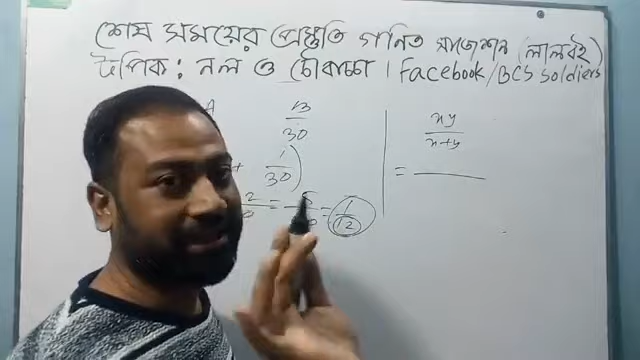 শেষ সময়ের প্রস্তুতি গণিত সাজেশন (লালবই)
টপিক: নল ও চৌবাচ্চা | Facebook/BCS Soldiers
A 13/30 xy/x+y
+ 1/30) =
= = 1/12